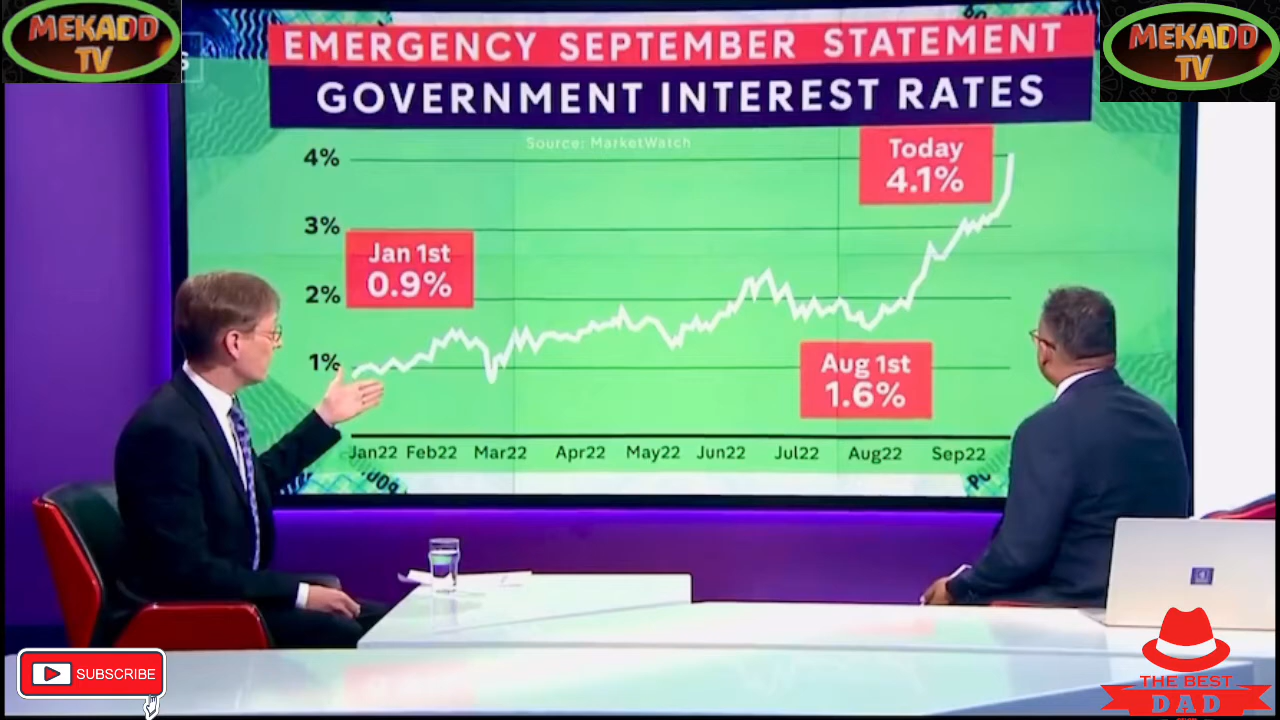 MEKADD
TV
MEKADD
TV
S
EMERGENCY SEPTEMBER STATEMENT
GOVERNMENT INTEREST RATES
Source: MarketWatch
4%
3%
2%
1%
Today
4.1%
Jan 1st
0.9%
Aug 1st
1.6%
Jan22 Feb22 Mar22 Apr22 May22 Jun22 Jul22 Aug22 Sep22
SUBSCRIBE
THE BEST
DAD